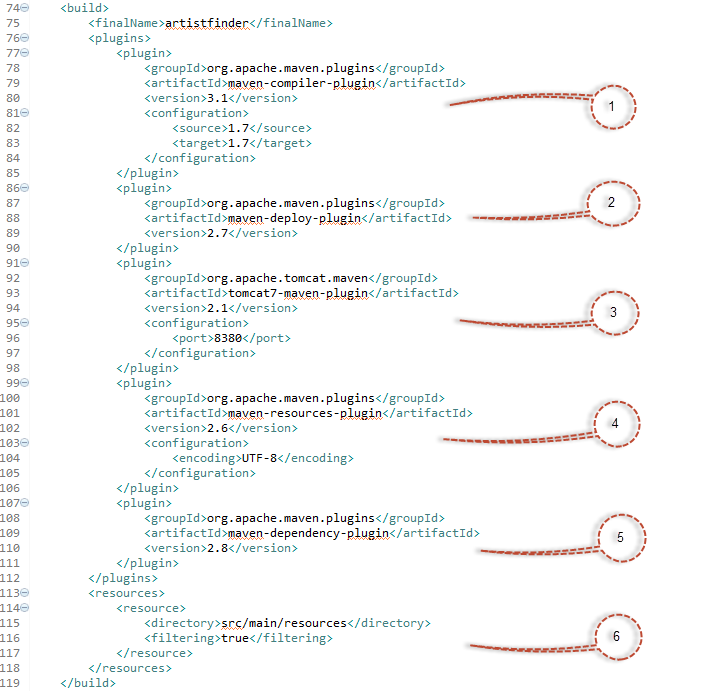 74 <build>
75 <finalName>artistfinder</finalName>
76 <plugins>
77 <plugin>
78 <groupId>org.apache.maven.plugins</groupId>
79 <artifactId>maven-compiler-plugin</artifactId>
80 <version>3.1</version> 1
81 <configuration>
82 <source>1.7</source>
83 <target>1.7</target>
84 </configuration>
85 </plugin>
86 <plugin>
87 <groupId>org.apache.maven.plugins</groupId> 2
88 <artifactId>maven-deploy-plugin</artifactId>
89 <version>2.7</version>
90 </plugin>
91 <plugin>
92 <groupId>org.apache.tomcat.maven</groupId>
93 <artifactId>tomcat7-maven-plugin</artifactId>
94 <version>2.1</version> 3
95 <configuration>
96 <port>8380</port>
97 </configuration>
98 </plugin>
99 <plugin>
100 <groupId>org.apache.maven.plugins</groupId>
101 <artifactId>maven-resources-plugin</artifactId>
102 <version>2.6</version> 4
103 <configuration>
104 <encoding>UTF-8</encoding>
105 </configuration>
106 </plugin>
107 <plugin>
108 <groupId>org.apache.maven.plugins</groupId>
109 <artifactId>maven-dependency-plugin</artifactId> 5
110 <version>2.8</version>
111 </plugin>
112 </plugins>
113 <resources>
114 <resource>
115 <directory>src/main/resources</directory>
116 <filtering>true</filtering> 6
117 </resource>
118 </resources>
119 </build>